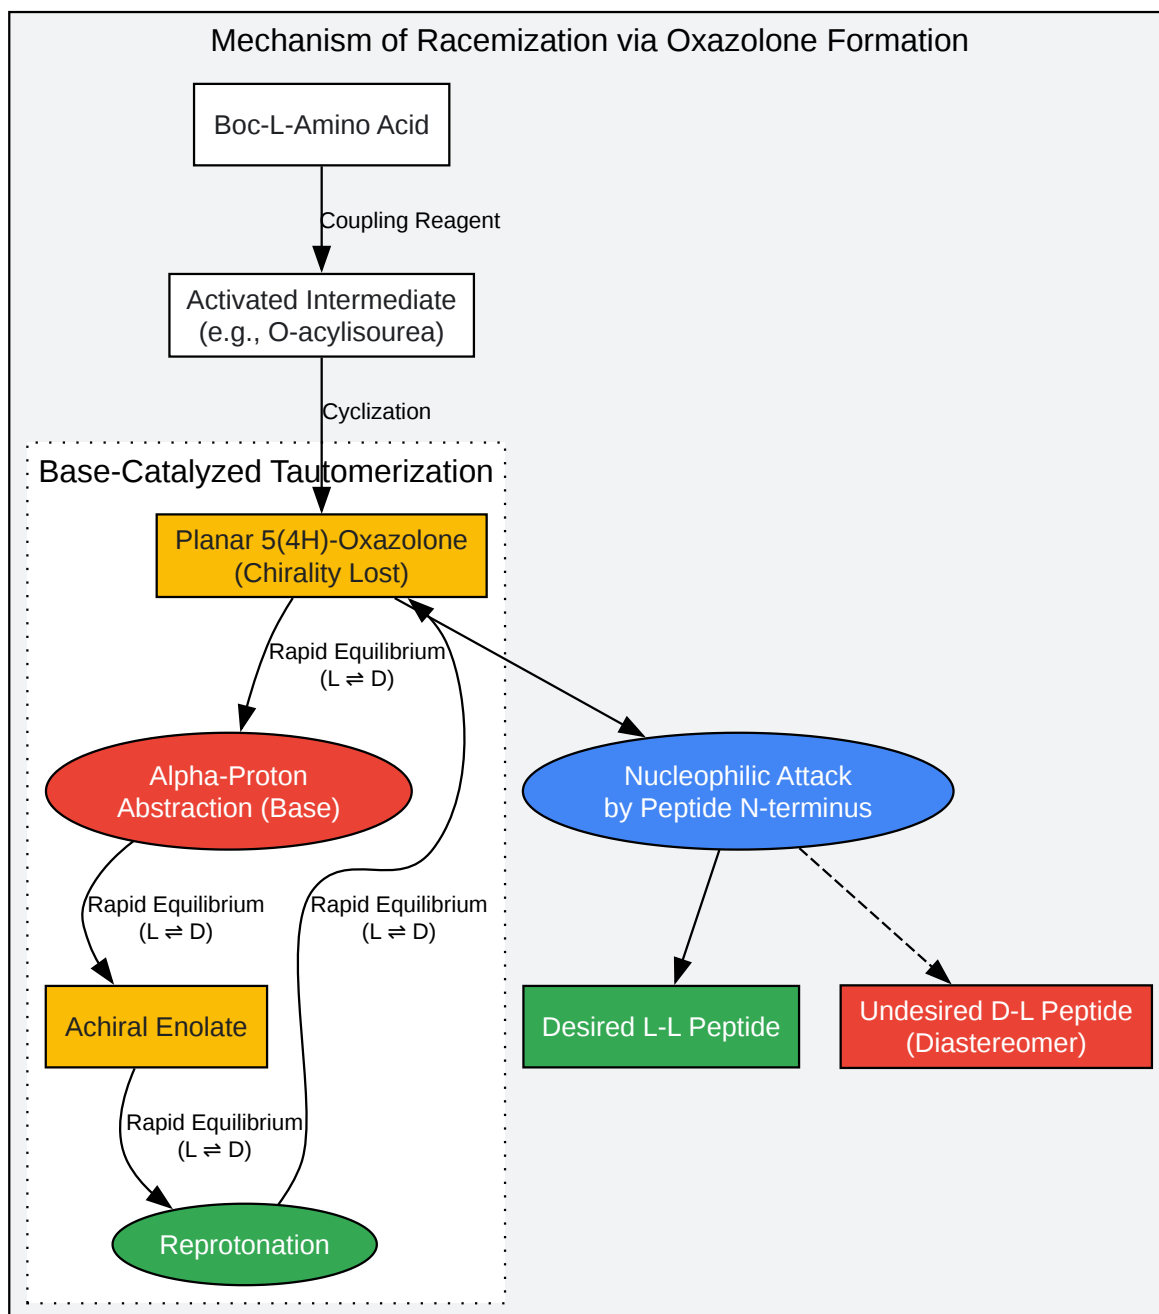 Mechanism of Racemization via Oxazolone Formation
Boc-L-Amino Acid
Coupling Reagent
Activated Intermediate
(e.g., O-acylisourea)
Cyclization
Base-Catalyzed Tautomerization
Planar 5(4H)-Oxazolone
(Chirality Lost)
Rapid Equilibrium
(L ⇌ D)
Alpha-Proton
Abstraction (Base)
Nucleophilic Attack
by Peptide N-terminus
Rapid Equilibrium
(L ⇌ D)
Rapid Equilibrium
(L ⇌ D)
Achiral Enolate
Desired L-L Peptide
Undesired D-L Peptide
(Diastereomer)
Rapid Equilibrium
(L ⇌ D)
Reprotonation